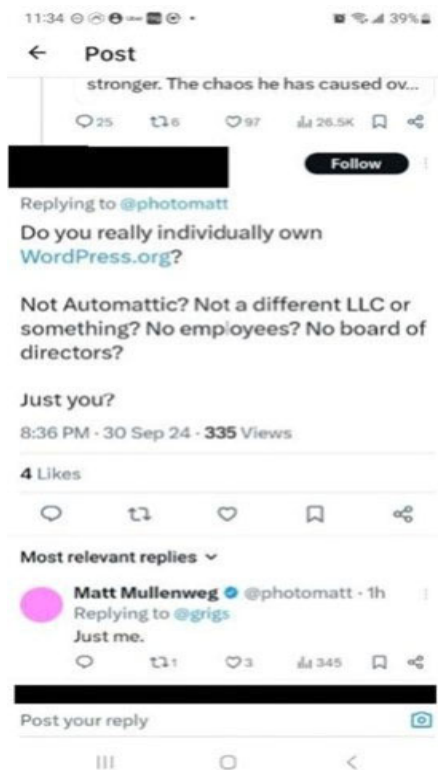 11:34
39%
Post
stronger. The chaos he has caused ov...
25 6 97 26.5K
Follow
Replying to @photomatt
Do you really individually own
WordPress.org?
Not Automattic? Not a different LLC or
something? No employees? No board of
directors?
Just you?
8:36 PM · 30 Sep 24 · 335 Views
4 Likes
Most relevant replies
Matt Mullenweg @photomatt · 1h
Replying to @grigs
Just me.
1 3 345
Post your reply